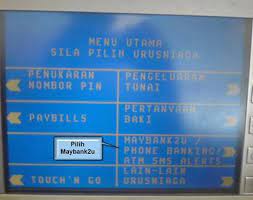 MENU UTAMA
SILA PILIH URUSNIAGA
PENUKARAN
NOMBOR PIN
PENGELUARAN
TUNAI
PAYBILLS
PERTANYAAN
BAKI
Pilih
Maybank2u
MAYBANK2U /
PHONE BANKING/
ATM SMS ALERTS
TOUCH'N GO
LAIN-LAIN
URUSNIAGA